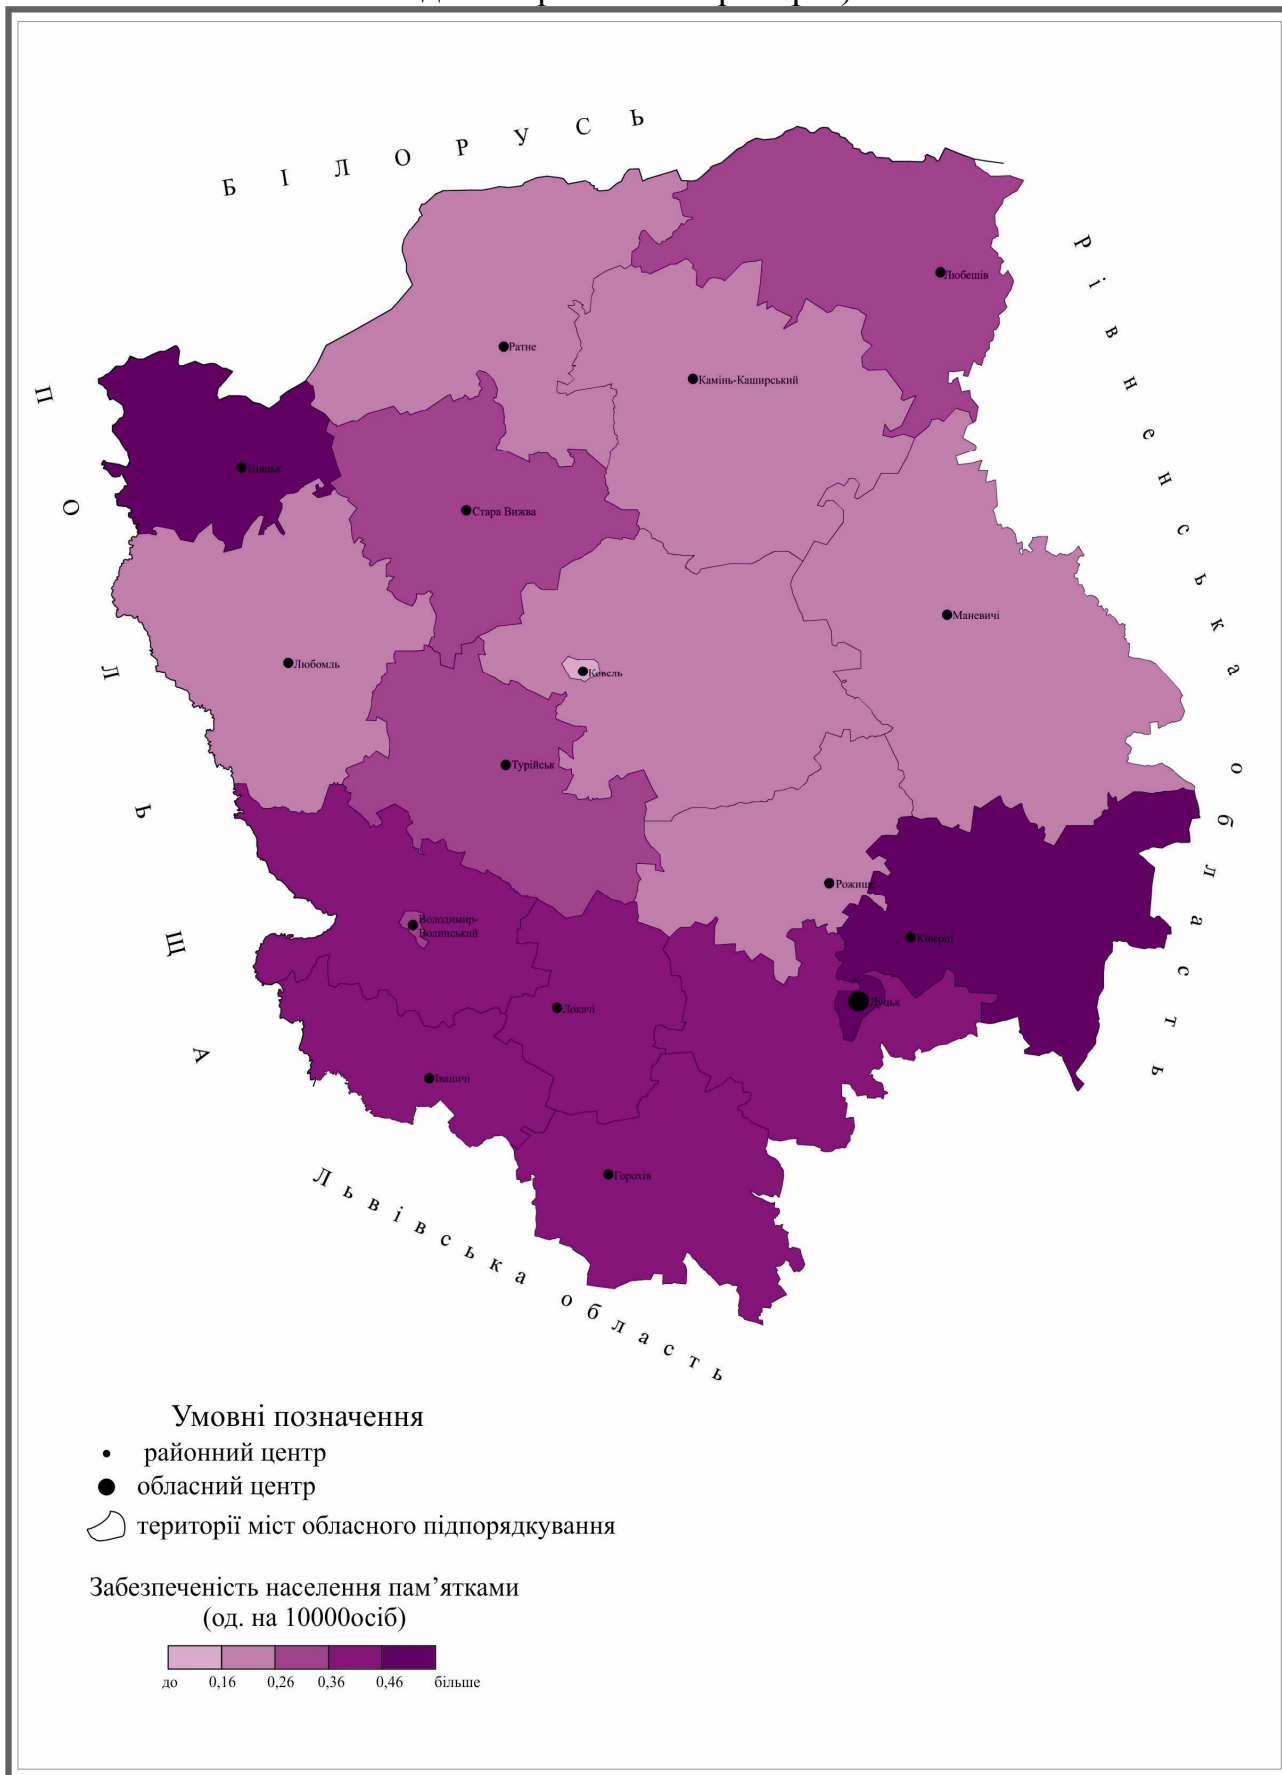 БІЛОРУСЬ
Рівненська область
ПОЛЬЩА
Любешів
Ратне
Камінь-Каширський
Шацьк
Стара Вижва
Маневичі
Любомль
Ковель
Турійськ
Рожище
Володимир-
Волинський
Ківерці
Локачі
Луцьк
Іваничі
Горохів
Львівська область
Умовні позначення
районний центр
обласний центр
території міст обласного підпорядкування
Забезпеченість населення пам’ятками
(од. на 10000осіб)
до 0,16 0,26 0,36 0,46 більше